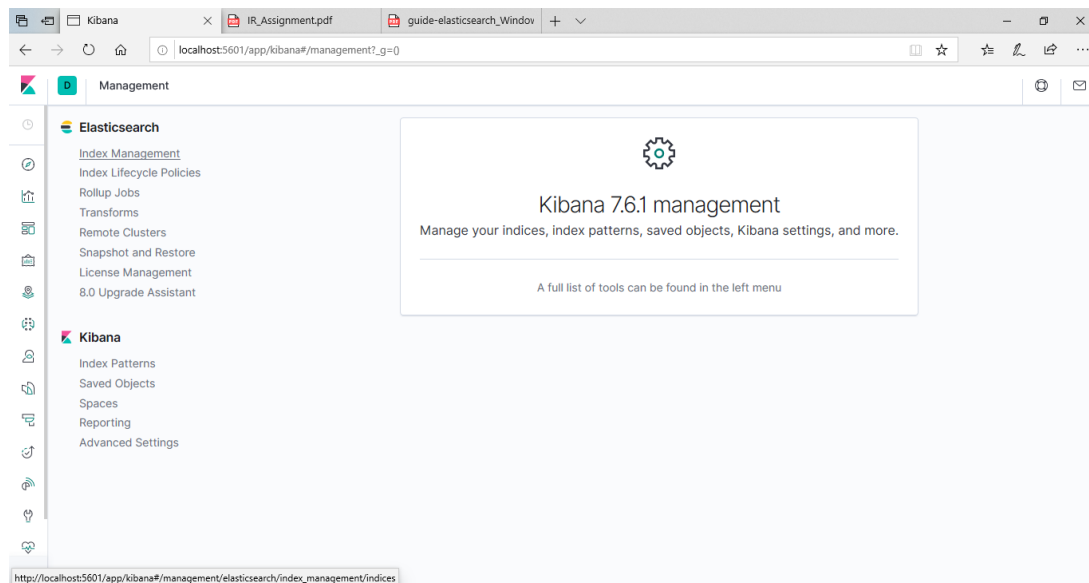 Kibana
IR_Assignment.pdf
guide-elasticsearch_Window
localhost:5601/app/kibana#/management?_g=()
D
Management
Elasticsearch
Index Management
Index Lifecycle Policies
Rollup Jobs
Transforms
Remote Clusters
Snapshot and Restore
License Management
8.0 Upgrade Assistant
Kibana
Index Patterns
Saved Objects
Spaces
Reporting
Advanced Settings
Kibana 7.6.1 management
Manage your indices, index patterns, saved objects, Kibana settings, and more.
A full list of tools can be found in the left menu
http://localhost:5601/app/kibana#/management/elasticsearch/index_management/indices